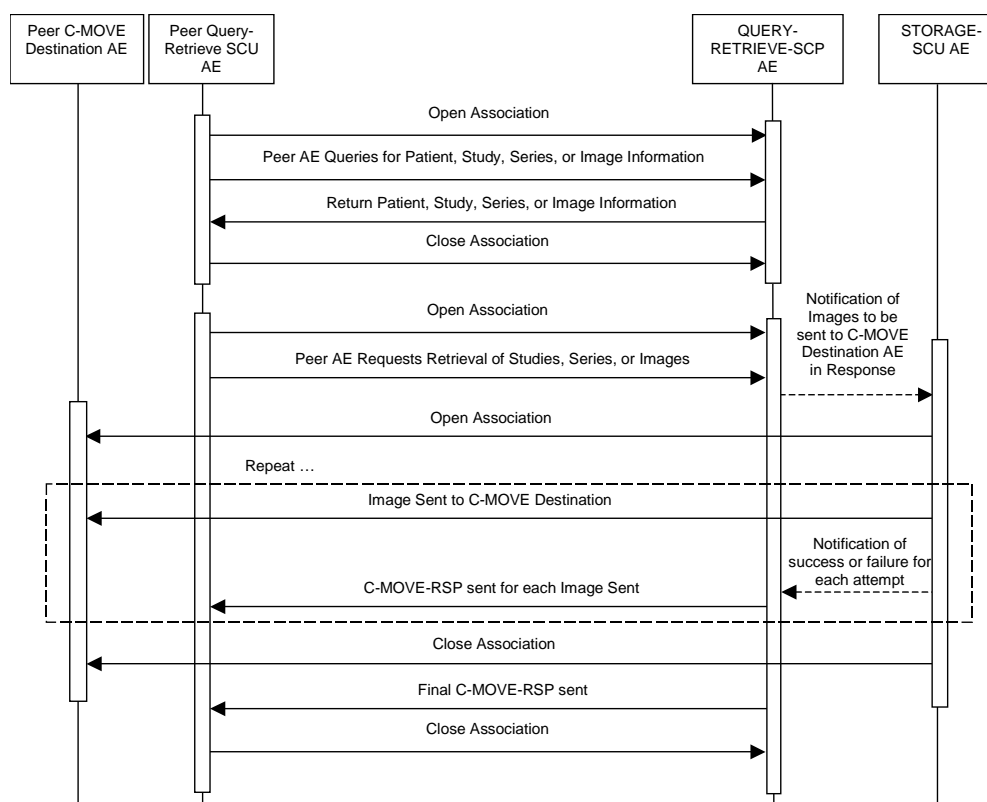 Peer C-MOVE
Destination AE
Peer Query-
Retrieve SCU
AE
QUERY-
RETRIEVE-SCP
AE
STORAGE-
SCU AE
Open Association
Peer AE Queries for Patient, Study, Series, or Image Information
Return Patient, Study, Series, or Image Information
Close Association
Notification of
Images to be
sent to C-MOVE
Destination AE
in Response
Open Association
Peer AE Requests Retrieval of Studies, Series, or Images
Open Association
Repeat …
Image Sent to C-MOVE Destination
Notification of
success or failure for
each attempt
C-MOVE-RSP sent for each Image Sent
Close Association
Final C-MOVE-RSP sent
Close Association